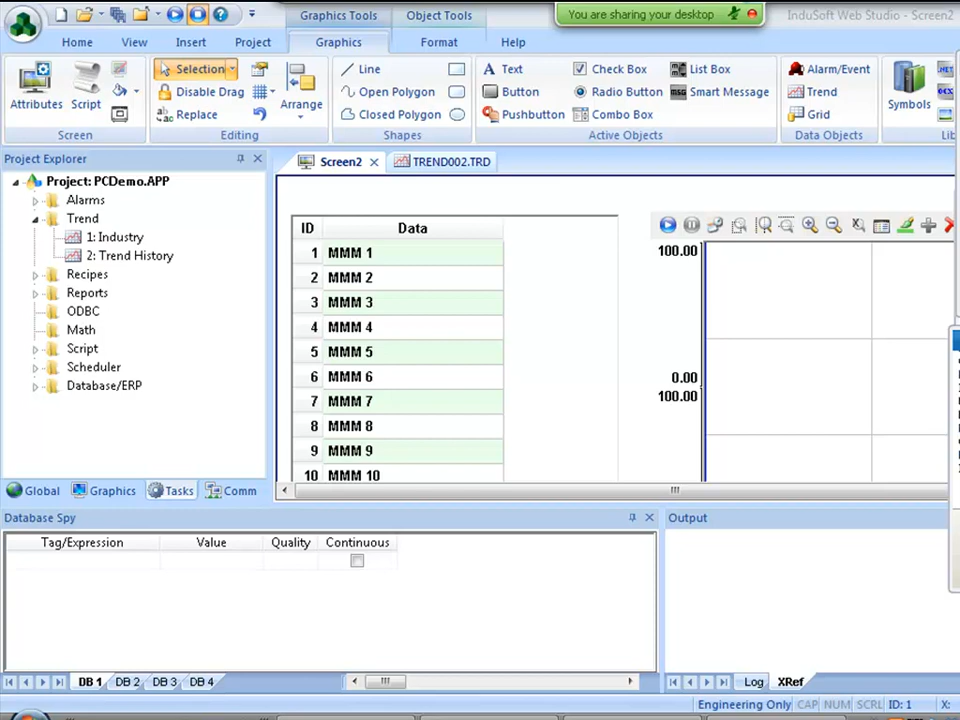 Graphics Tools
Object Tools
You are sharing your desktop
InduSoft Web Studio - Screen2
Home
View
Insert
Project
Graphics
Format
Help
Attributes
Script
Screen
Selection
Disable Drag
Replace
Arrange
Editing
Line
Open Polygon
Closed Polygon
Shapes
Text
Button
Pushbutton
Check Box
Radio Button
Combo Box
List Box
Smart Message
Active Objects
Alarm/Event
Trend
Grid
Data Objects
Symbols
.NET
Project Explorer
Project: PCDemo.APP
Alarms
Trend
1: Industry
2: Trend History
Recipes
Reports
ODBC
Math
Script
Scheduler
Database/ERP
Global
Graphics
Tasks
Comm
Screen2
TREND002.TRD
ID Data
1 MMM 1
2 MMM 2
3 MMM 3
4 MMM 4
5 MMM 5
6 MMM 6
7 MMM 7
8 MMM 8
9 MMM 9
10 MMM 10
100.00
0.00
100.00
Database Spy
Tag/Expression Value Quality Continuous
DB 1 DB 2 DB 3 DB 4
Output
Log XRef
Engineering Only CAP NUM SCRL ID: 1 X: